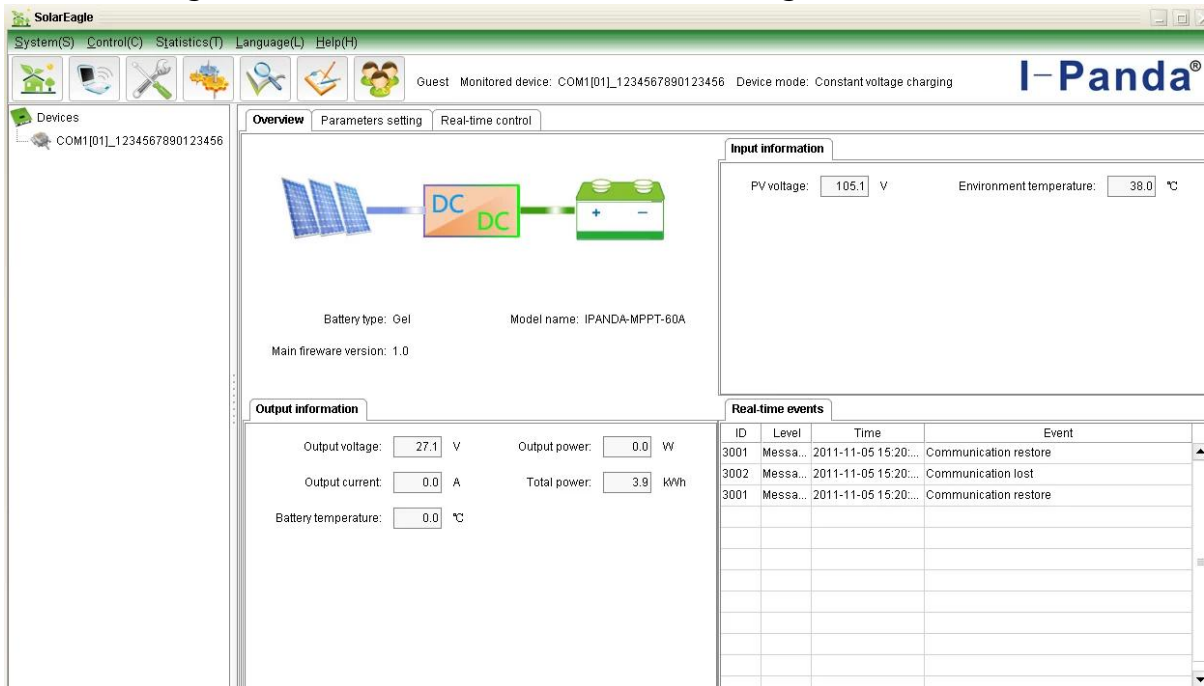 SolarEagle
System(S) Control(C) Statistics(T) Language(L) Help(H)
Guest Monitored device: COM1[01]_1234567890123456 Device mode: Constant voltage charging
I-Panda®
Devices
COM1[01]_1234567890123456
Overview Parameters setting Real-time control
DC
DC
+ −
Battery type: Gel Model name: IPANDA-MPPT-60A
Main fireware version: 1.0
Input information
PV voltage: 105.1 V Environment temperature: 38.0 ℃
Output information
Output voltage: 27.1 V Output power: 0.0 W
Output current: 0.0 A Total power: 3.9 kWh
Battery temperature: 0.0 ℃
Real-time events
ID Level Time Event
3001 Messa... 2011-11-05 15:20:... Communication restore
3002 Messa... 2011-11-05 15:20:... Communication lost
3001 Messa... 2011-11-05 15:20:... Communication restore